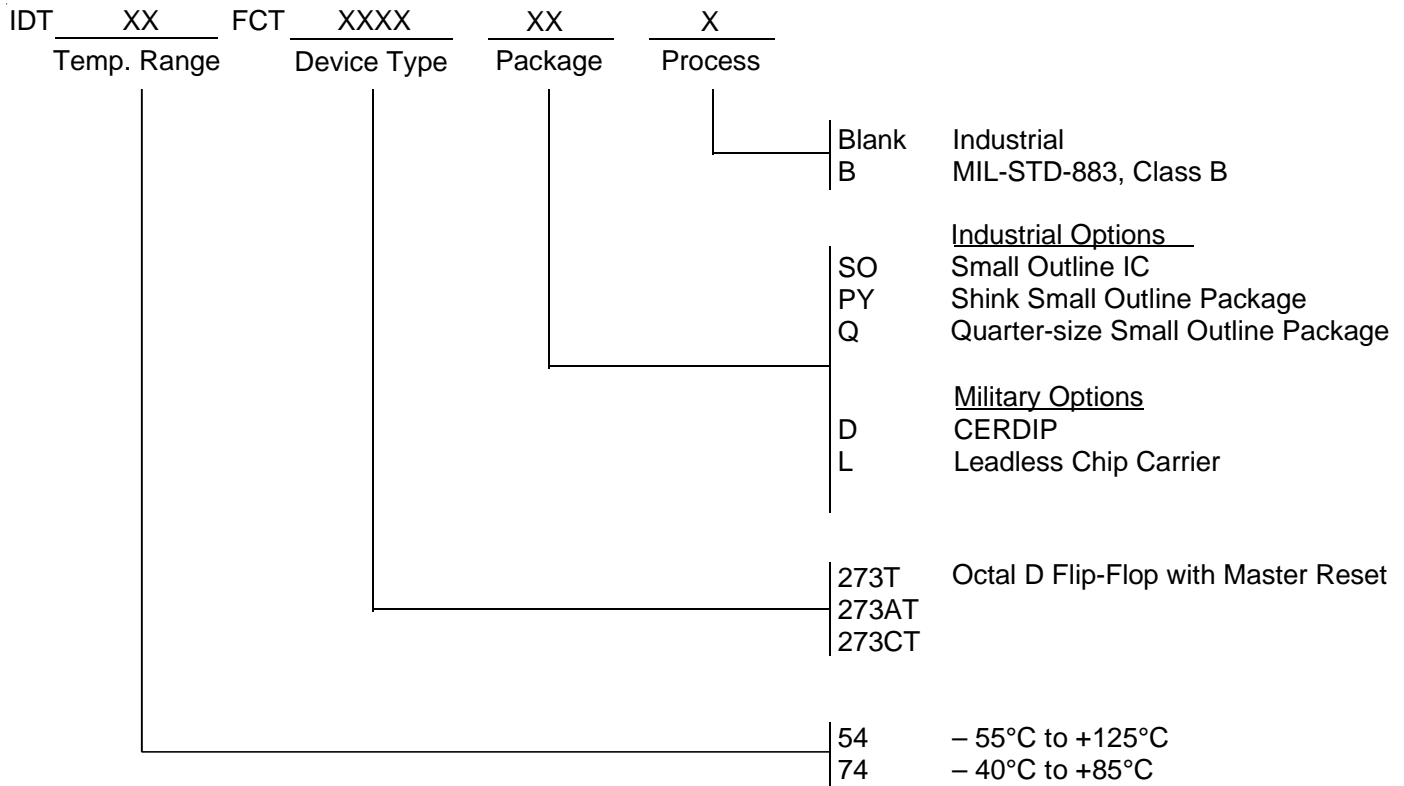 IDT XX FCT XXXX XX X
Temp. Range Device Type Package Process
Blank Industrial
B MIL-STD-883, Class B
Industrial Options
SO Small Outline IC
PY Shink Small Outline Package
Q Quarter-size Small Outline Package
Military Options
D CERDIP
L Leadless Chip Carrier
273T Octal D Flip-Flop with Master Reset
273AT
273CT
54 – 55°C to +125°C
74 – 40°C to +85°C